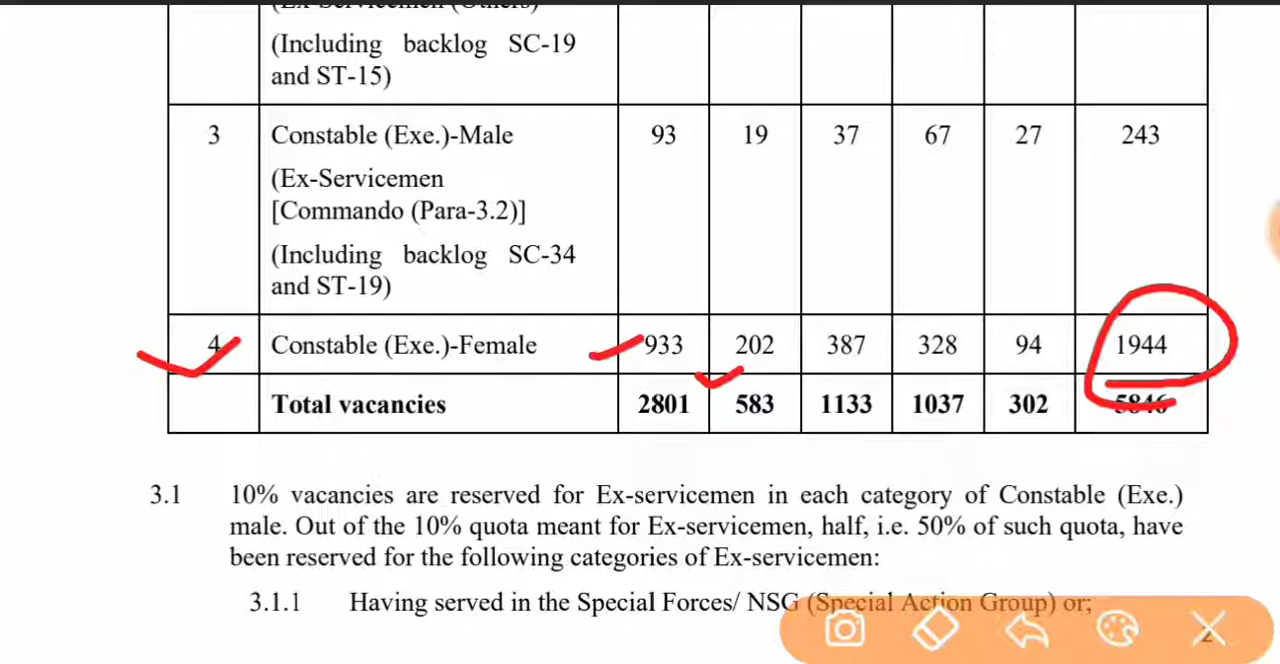 (Ex-Servicemen (Others)
(Including backlog SC-19
and ST-15)
3 Constable (Exe.)-Male 93 19 37 67 27 243
(Ex-Servicemen
[Commando (Para-3.2)]
(Including backlog SC-34
and ST-19)
4 Constable (Exe.)-Female 933 202 387 328 94 1944
Total vacancies 2801 583 1133 1037 302 5846
3.1 10% vacancies are reserved for Ex-servicemen in each category of Constable (Exe.)
male. Out of the 10% quota meant for Ex-servicemen, half, i.e. 50% of such quota, have
been reserved for the following categories of Ex-servicemen:
3.1.1 Having served in the Special Forces/ NSG (Special Action Group) or;
2